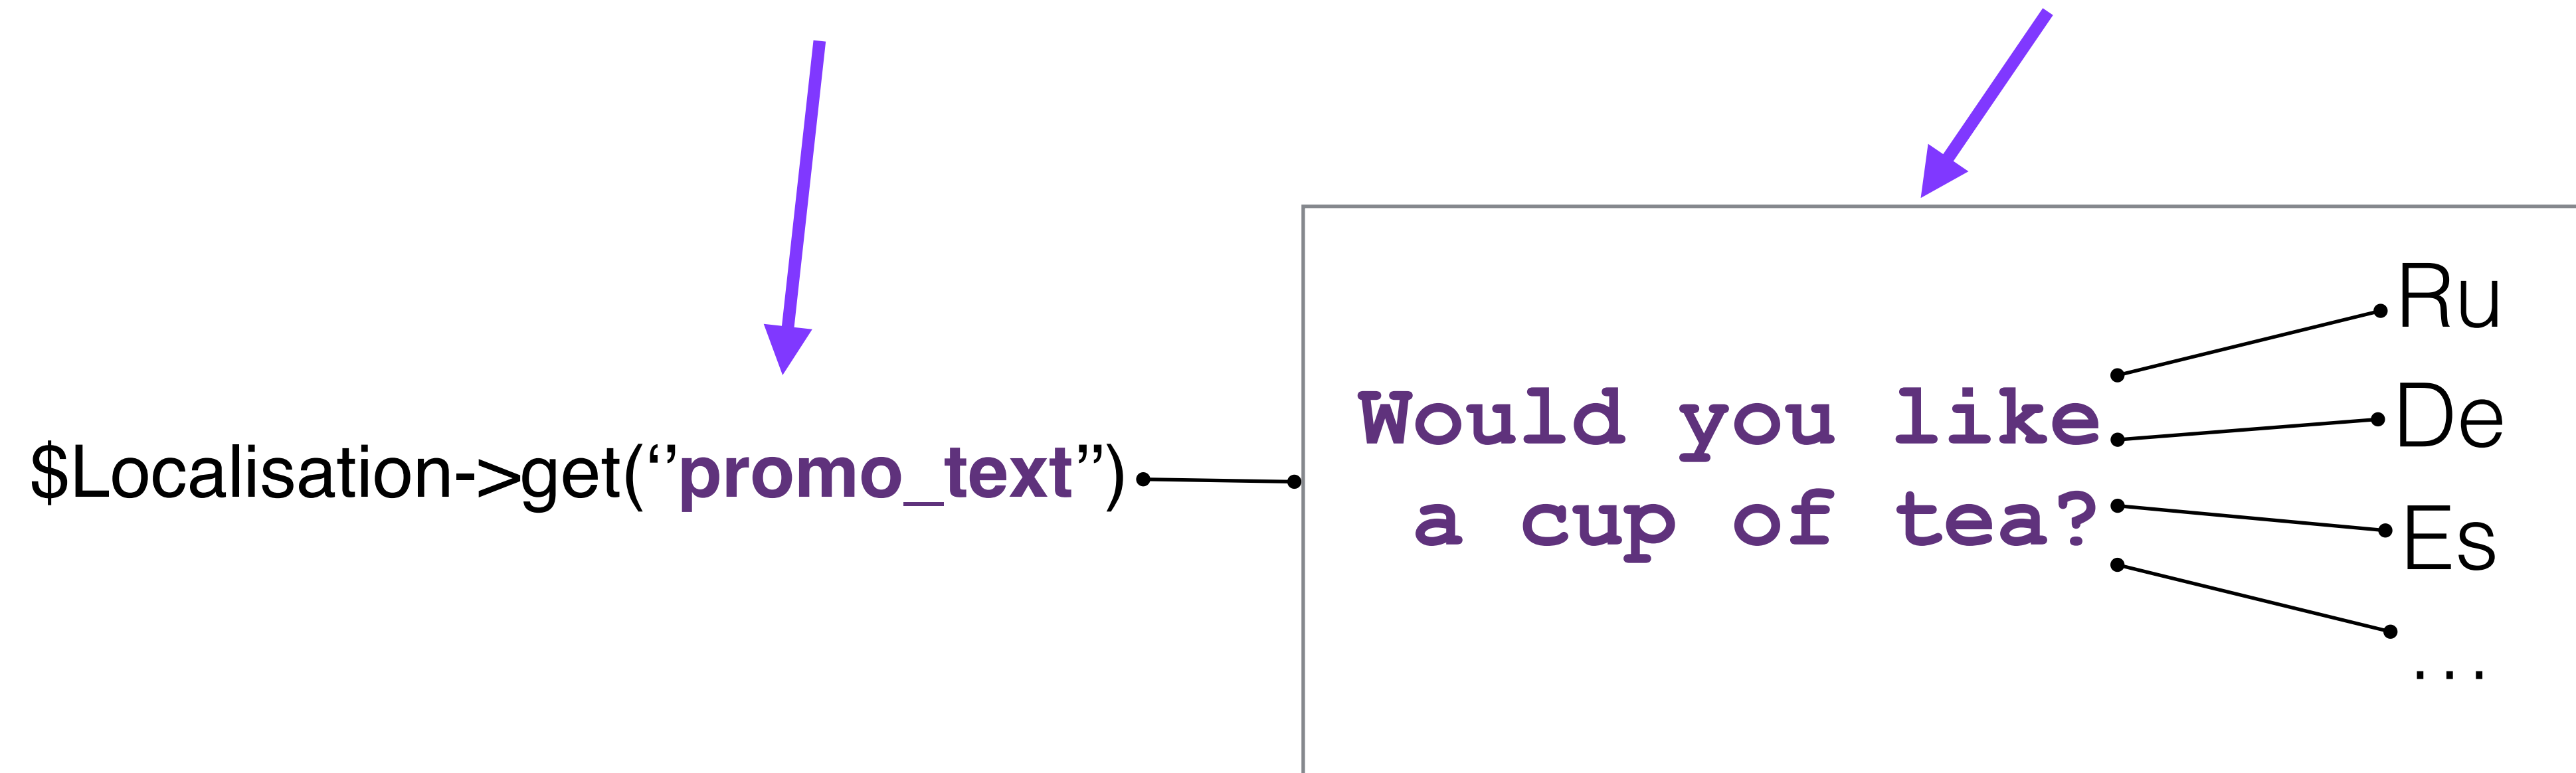 $Localisation->get(‘’promo_text’’)
Would you like
a cup of tea?
Ru
De
Es
...